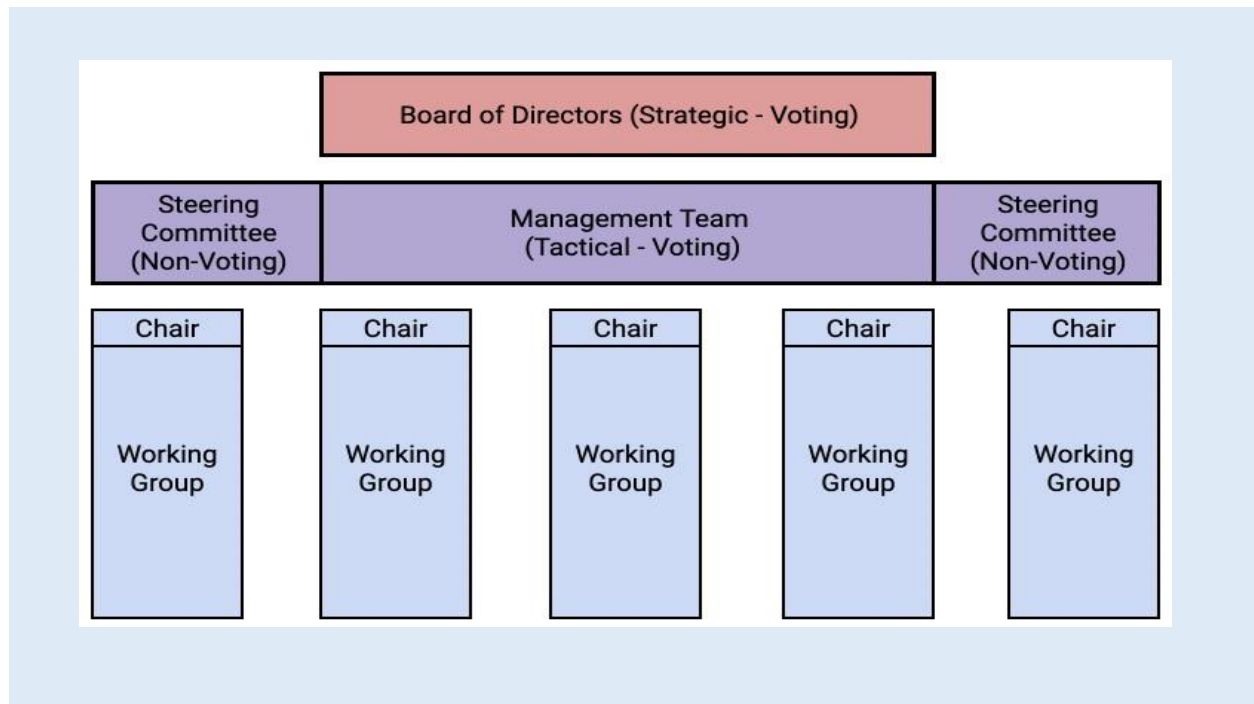 Board of Directors (Strategic - Voting)
Steering
Committee
(Non-Voting)
Management Team
(Tactical - Voting)
Steering
Committee
(Non-Voting)
Chair
Working
Group
Chair
Working
Group
Chair
Working
Group
Chair
Working
Group
Chair
Working
Group